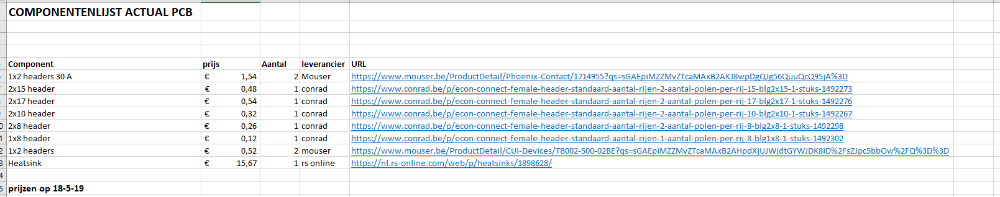 COMPONENTENLIJST ACTUAL PCB
Component prijs Aantal leverancier URL
1x2 headers 30 A € 1,54 2 Mouser https://www.mouser.be/ProductDetail/Phoenix-Contact/1714955?qs=sGAEpiMZZMvZTcaMAxB2AKJ8wpDgQJg56QuuQcQ95jA%3D
2x15 header € 0,48 1 conrad https://www.conrad.be/p/econ-connect-female-header-standaard-aantal-rijen-2-aantal-polen-per-rij-15-blg2x15-1-stuks-1492273
2x17 header € 0,54 1 conrad https://www.conrad.be/p/econ-connect-female-header-standaard-aantal-rijen-2-aantal-polen-per-rij-17-blg2x17-1-stuks-1492276
2x10 header € 0,32 1 conrad https://www.conrad.be/p/econ-connect-female-header-standaard-aantal-rijen-2-aantal-polen-per-rij-10-blg2x10-1-stuks-1492267
2x8 header € 0,26 1 conrad https://www.conrad.be/p/econ-connect-female-header-standaard-aantal-rijen-2-aantal-polen-per-rij-8-blg2x8-1-stuks-1492298
1x8 header € 0,12 1 conrad https://www.conrad.be/p/econ-connect-female-header-standaard-aantal-rijen-1-aantal-polen-per-rij-8-blg1x8-1-stuks-1492302
1x2 headers € 0,52 2 mouser https://www.mouser.be/ProductDetail/CUI-Devices/TB002-500-02BE?qs=sGAEpiMZZMvZTcaMAxB2AHpdXjUJWjdtGYWJDK8ID%2FsZJpc5bbOw%2FQ%3D%3D
Heatsink € 15,67 1 rs online https://nl.rs-online.com/web/p/heatsinks/1898628/
prijzen op 18-5-19